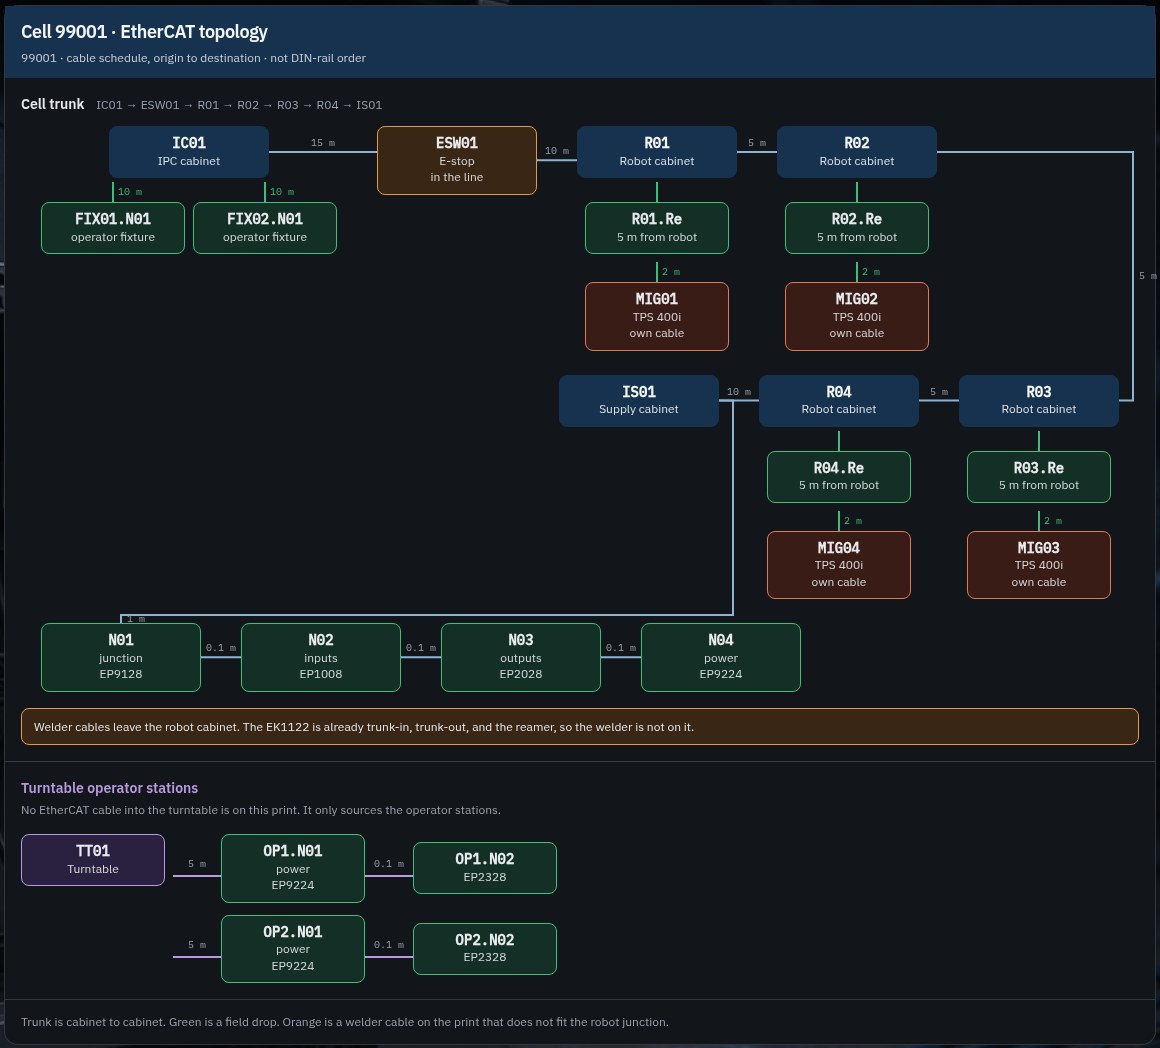 Cell 99001 · EtherCAT topology
99001 · cable schedule, origin to destination · not DIN-rail order
Cell trunk IC01 → ESW01 → R01 → R02 → R03 → R04 → IS01
IC01
IPC cabinet
15 m
ESW01
E-stop
in the line
10 m
R01
Robot cabinet
5 m
R02
Robot cabinet
10 m
10 m
FIX01.N01
operator fixture
FIX02.N01
operator fixture
R01.Re
5 m from robot
R02.Re
5 m from robot
2 m
2 m
5 m
MIG01
TPS 400i
own cable
MIG02
TPS 400i
own cable
IS01
Supply cabinet
10 m
R04
Robot cabinet
5 m
R03
Robot cabinet
R04.Re
5 m from robot
R03.Re
5 m from robot
2 m
2 m
MIG04
TPS 400i
own cable
MIG03
TPS 400i
own cable
1 m
N01
junction
EP9128
0.1 m
N02
inputs
EP1008
0.1 m
N03
outputs
EP2028
0.1 m
N04
power
EP9224
Welder cables leave the robot cabinet. The EK1122 is already trunk-in, trunk-out, and the reamer, so the welder is not on it.
Turntable operator stations
No EtherCAT cable into the turntable is on this print. It only sources the operator stations.
TT01
Turntable
5 m
OP1.N01
power
EP9224
0.1 m
OP1.N02
EP2328
5 m
OP2.N01
power
EP9224
0.1 m
OP2.N02
EP2328
Trunk is cabinet to cabinet. Green is a field drop. Orange is a welder cable on the print that does not fit the robot junction.